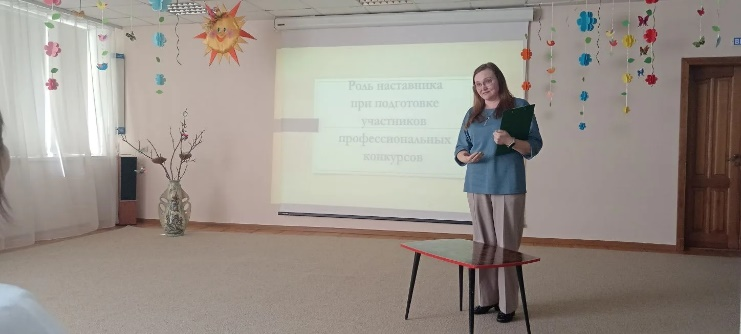 Роль наставника
при подготовке
участников
профессиональных
конкурсов